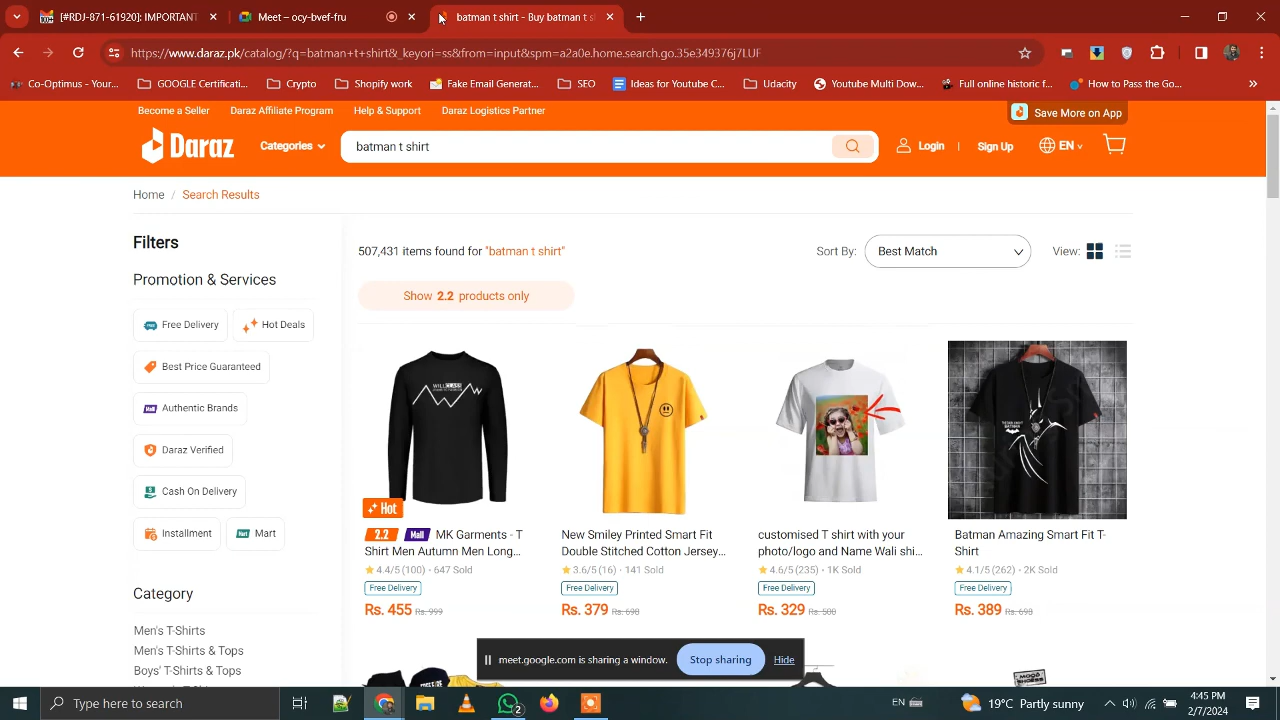 [#RDJ-871-61920]: IMPORTANT
Meet - ocy-bvef-fru
batman t shirt - Buy batman t s
https://www.daraz.pk/catalog/?q=batman+t+shirt&_keyori=ss&from=input&spm=a2a0e.home.search.go.35e349376j7LUF
Co-Optimus - Your...
GOOGLE Certificati...
Crypto
Shopify work
Fake Email Generat...
SEO
Ideas for Youtube C...
Udacity
Youtube Multi Dow...
Full online historic f...
How to Pass the Go...
Become a Seller
Daraz Affiliate Program
Help & Support
Daraz Logistics Partner
Save More on App
Daraz
Categories
batman t shirt
Login
Sign Up
EN
Home / Search Results
Filters
507,431 items found for "batman t shirt"
Sort By: Best Match
View:
Promotion & Services
Show 2.2 products only
Free Delivery
Hot Deals
Best Price Guaranteed
Authentic Brands
Daraz Verified
Cash On Delivery
Installment
Mart
Category
Men's T-Shirts
Men's T-Shirts & Tops
Boys' T-Shirts & Tops
Hot
2.2 Mall MK Garments - T
Shirt Men Autumn Men Long...
4.4/5 (100) · 647 Sold
Free Delivery
Rs. 455 Rs. 999
New Smiley Printed Smart Fit
Double Stitched Cotton Jersey...
3.6/5 (16) · 141 Sold
Free Delivery
Rs. 379 Rs. 698
customised T shirt with your
photo/logo and Name Wali shi...
4.6/5 (235) · 1K Sold
Free Delivery
Rs. 329 Rs. 500
Batman Amazing Smart Fit T-
Shirt
4.1/5 (262) · 2K Sold
Free Delivery
Rs. 389 Rs. 698
meet.google.com is sharing a window.
Stop sharing
Hide
Type here to search
2
EN
19°C Partly sunny
4:45 PM
2/7/2024